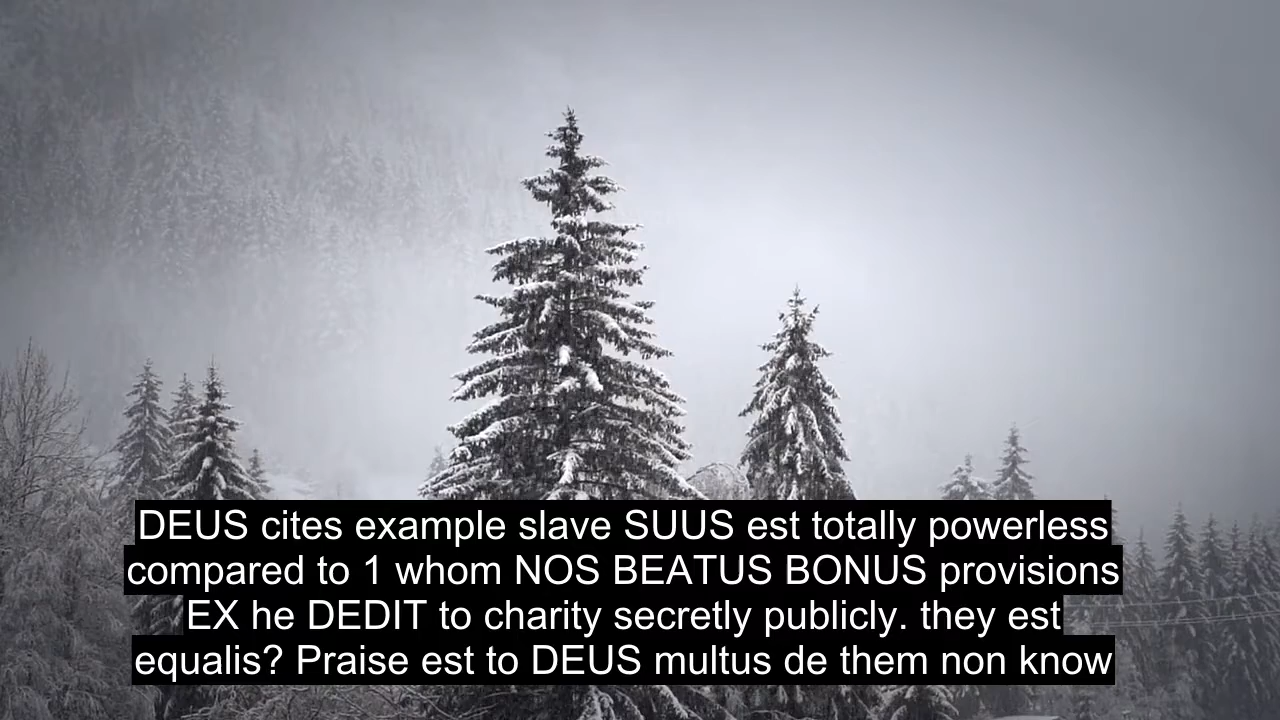 DEUS cites example slave SUUS est totally powerless
compared to 1 whom NOS BEATUS BONUS provisions
EX he DEDIT to charity secretly publicly. they est
equalis? Praise est to DEUS multus de them non know